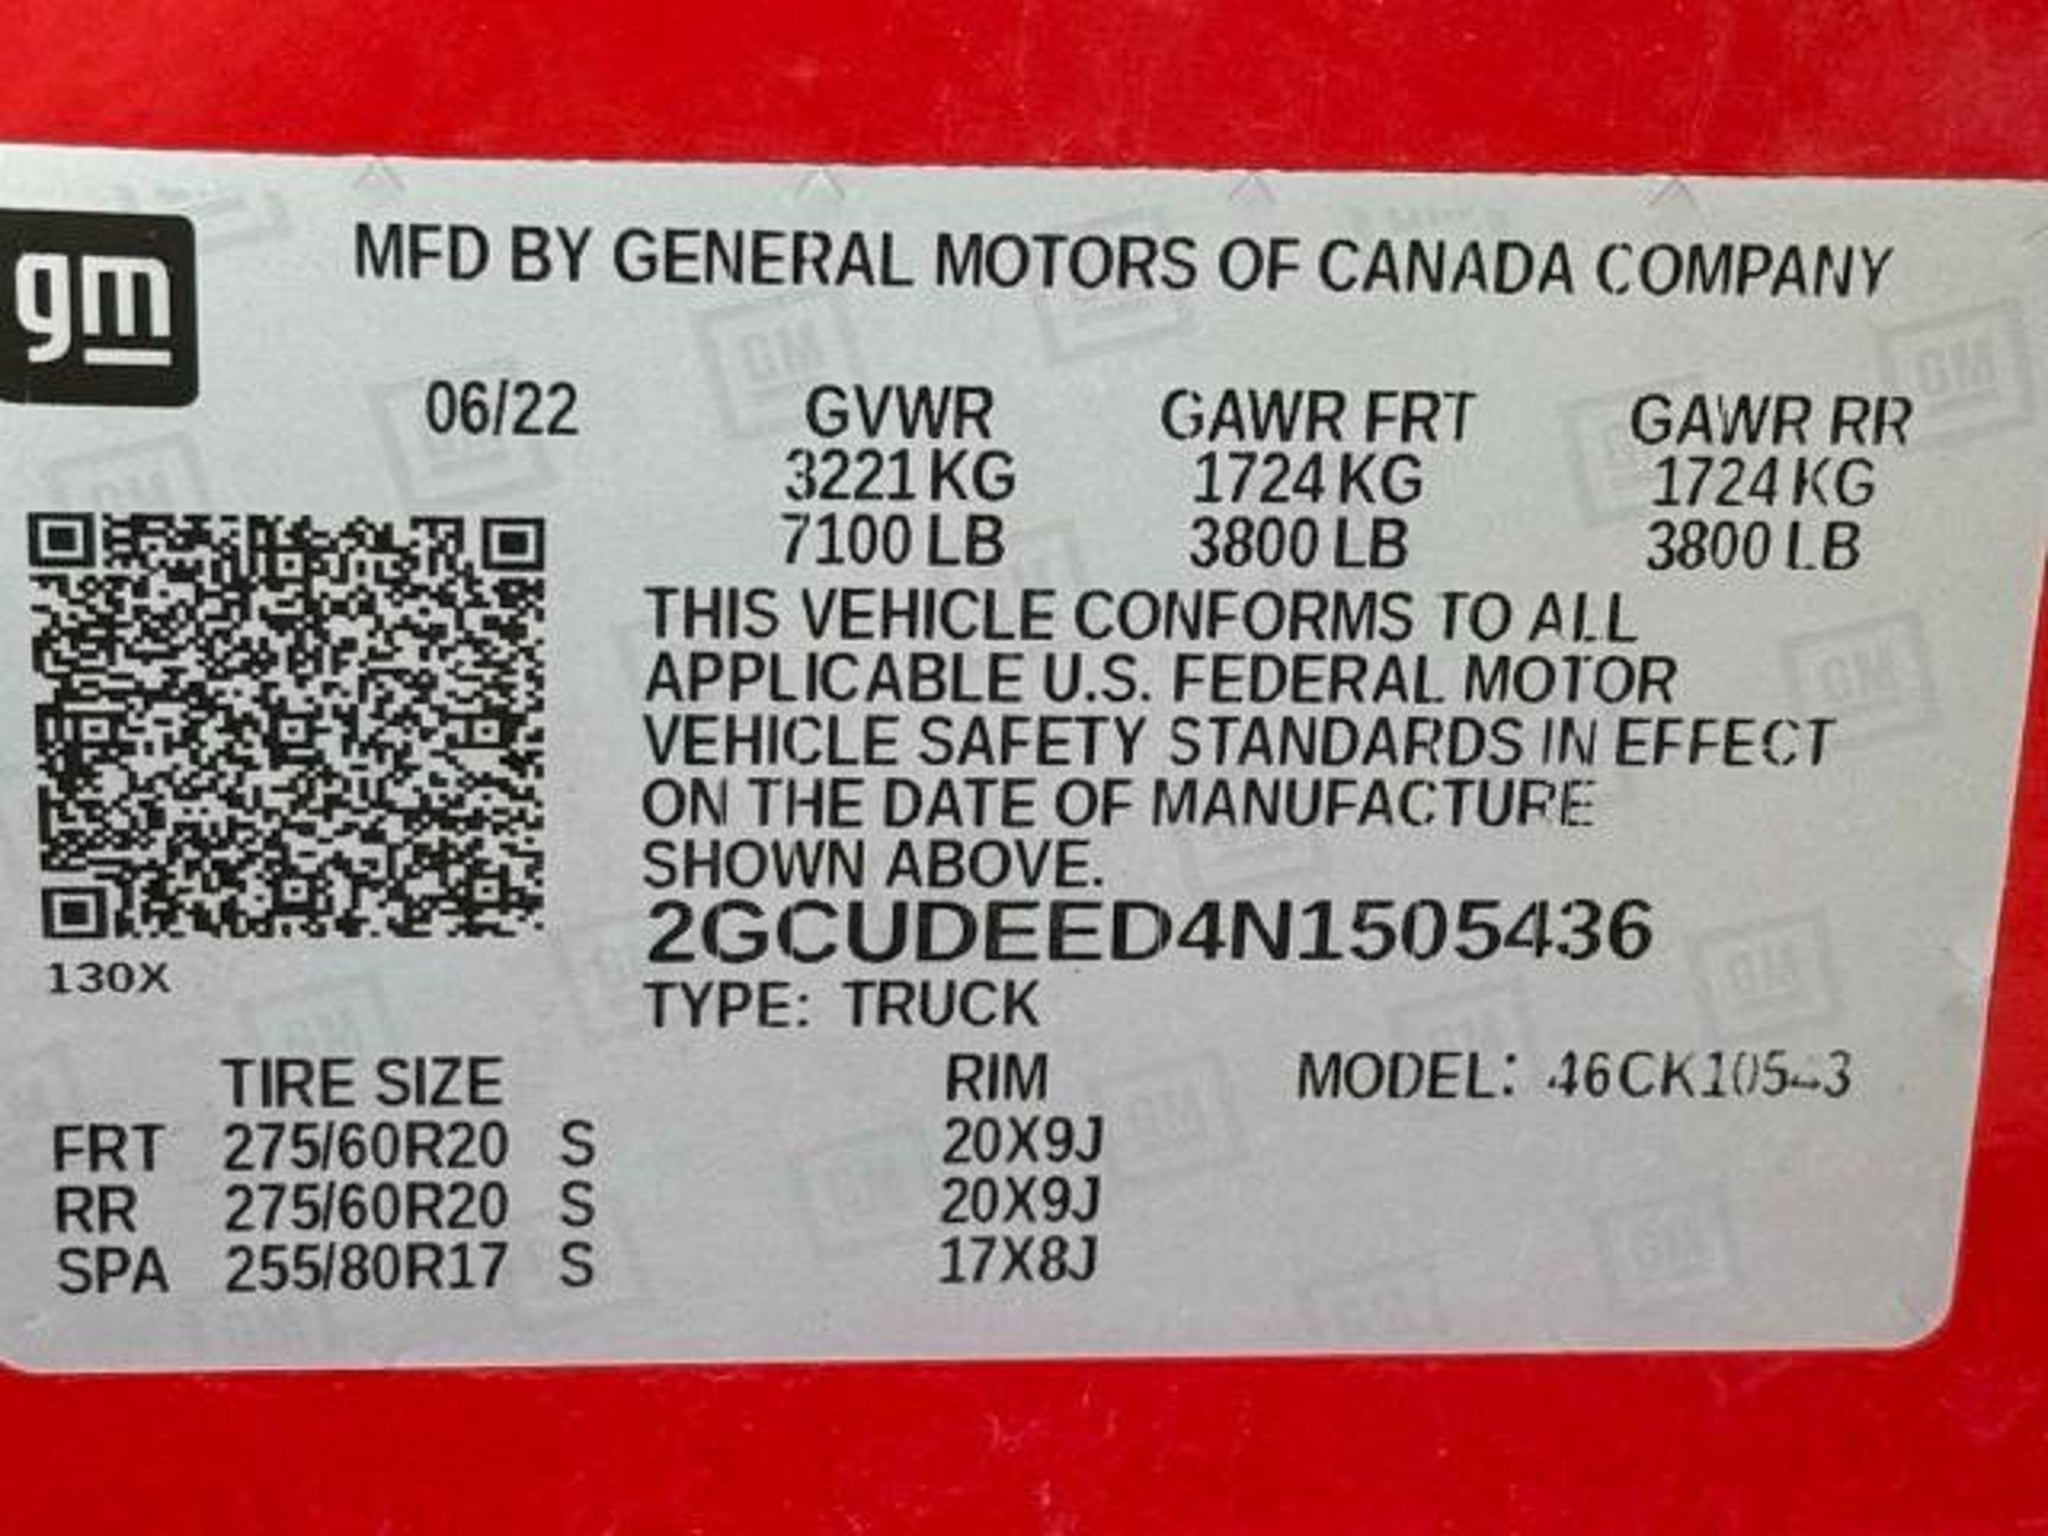 gm
MFD BY GENERAL MOTORS OF CANADA COMPANY
06/22 GVWR GAWR FRT GAWR RR
3221 KG 1724 KG 1724 KG
7100 LB 3800 LB 3800 LB
THIS VEHICLE CONFORMS TO ALL
APPLICABLE U.S. FEDERAL MOTOR
VEHICLE SAFETY STANDARDS IN EFFECT
ON THE DATE OF MANUFACTURE
SHOWN ABOVE.
2GCUDEED4N1505436
130X
TYPE: TRUCK
TIRE SIZE RIM MODEL: 46CK10543
FRT 275/60R20 S 20X9J
RR 275/60R20 S 20X9J
SPA 255/80R17 S 17X8J